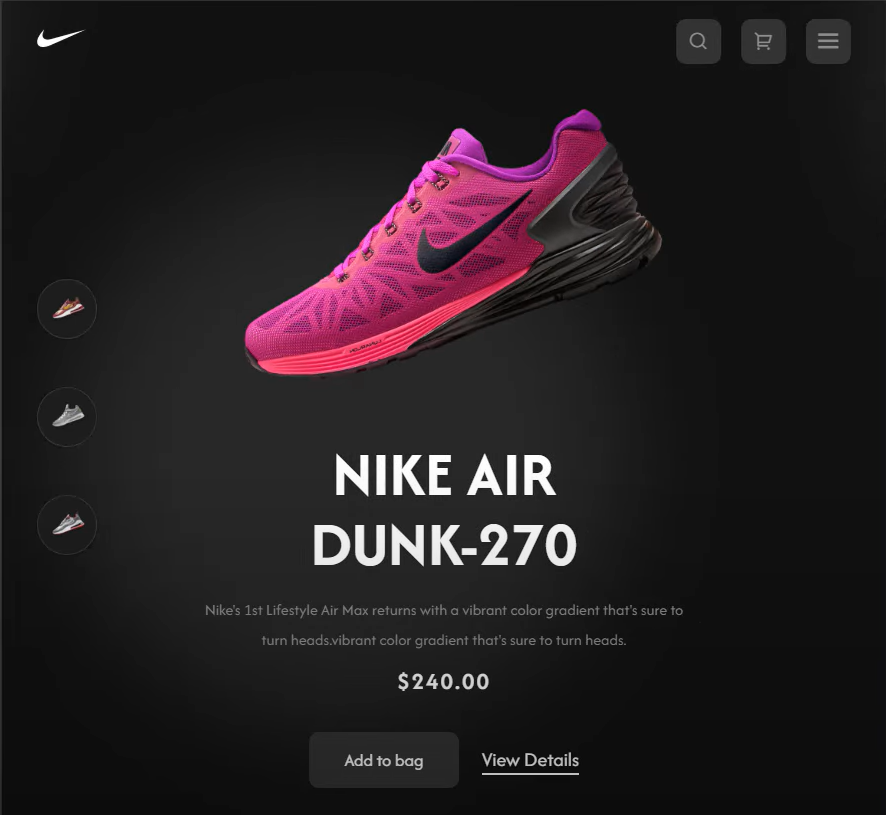 NIKE AIR
DUNK-270
Nike's 1st Lifestyle Air Max returns with a vibrant color gradient that's sure to
turn heads.vibrant color gradient that's sure to turn heads.
$240.00
Add to bag
View Details